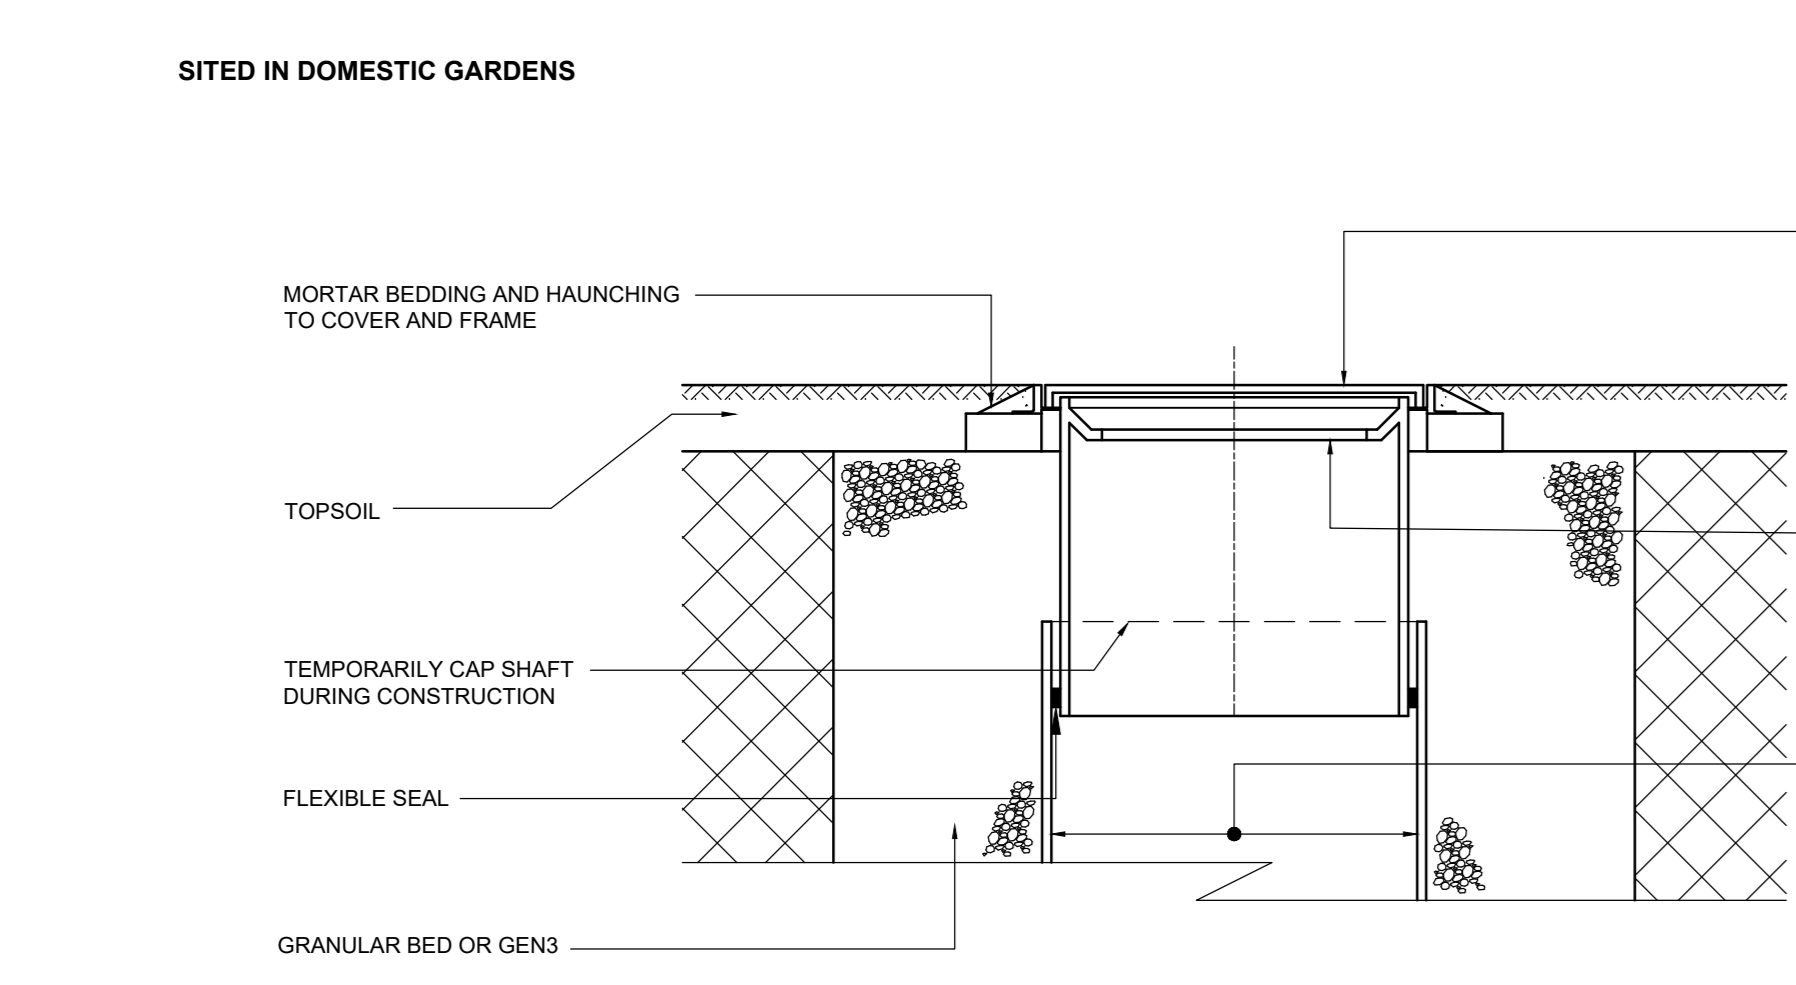 SITED IN DOMESTIC GARDENS
MORTAR BEDDING AND HAUNCHING
TO COVER AND FRAME
TOPSOIL
TEMPORARILY CAP SHAFT
DURING CONSTRUCTION
FLEXIBLE SEAL
GRANULAR BED OR GEN3